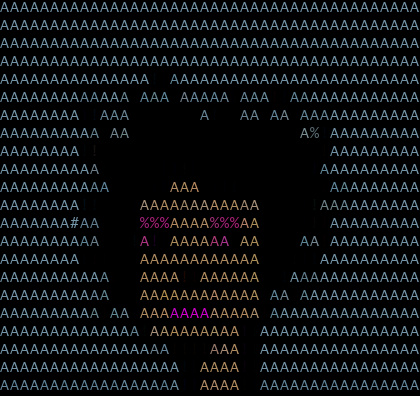 AAAAAAAAAAAAAAAAAAAAAAAAAAAAAAAAAAAAAAAAAA
AAAAAAAAAAAAAAAAAAAAAAAAAAAAAAAAAAAAAAAAAA
AAAAAAAAAAAAAAAAAAAAAAAAAAAAAAAAAAAAAAAAAA
AAAAAAAAAAAAAAAAAAAAAAAAAAAAAAAAAAAAAAAAAA
AAAAAAAAAAAAAAA  AAAAAAAAAAAAAAAAAAAAAAAAA
AAAAAAAAAAAAA AAA AAAAA AAA  AAAAAAAAAAAAA
AAAAAAAA  AAA       A   AA AA AAAAAAAAAAAA
AAAAAAAAAA AA                 A% AAAAAAAAA
AAAAAAAA                         AAAAAAAAA
AAAAAAAAAA                      AAAAAAAAAA
AAAAAAAAAAA      AAA             AAAAAAAAA
AAAAAAAA      AAAAAAAAAAAA      AAAAAAAAAA
AAAAAAA#AA    %%%AAAA%%%AA       AAAAAAAAA
AAAAAAAAAA    A  AAAAAA AA    AA AAAAAAAAA
AAAAAAAA      AAAAAAAAAAAA      AAAAAAAAAA
AAAAAAAAAAA   AAAA  AAAAAA   AAAAAAAAAAAAA
AAAAAAAAAAA   AAAAAAAAAAAA AA AAAAAAAAAAAA
AAAAAAAAAA AA AAAAAAAAAAAA AAAAAAAAAAAAAAA
AAAAAAAAAAAAAA AAAAAAAAA  AAAAAAAAAAAAAAAA
AAAAAAAAAAAAAAAAA    AAA  AAAAAAAAAAAAAAAA
AAAAAAAAAAAAAAAAAA  AAAA  AAAAAAAAAAAAAAAA
AAAAAAAAAAAAAAAAAA  AAAA  AAAAAAAAAAAAAAAA